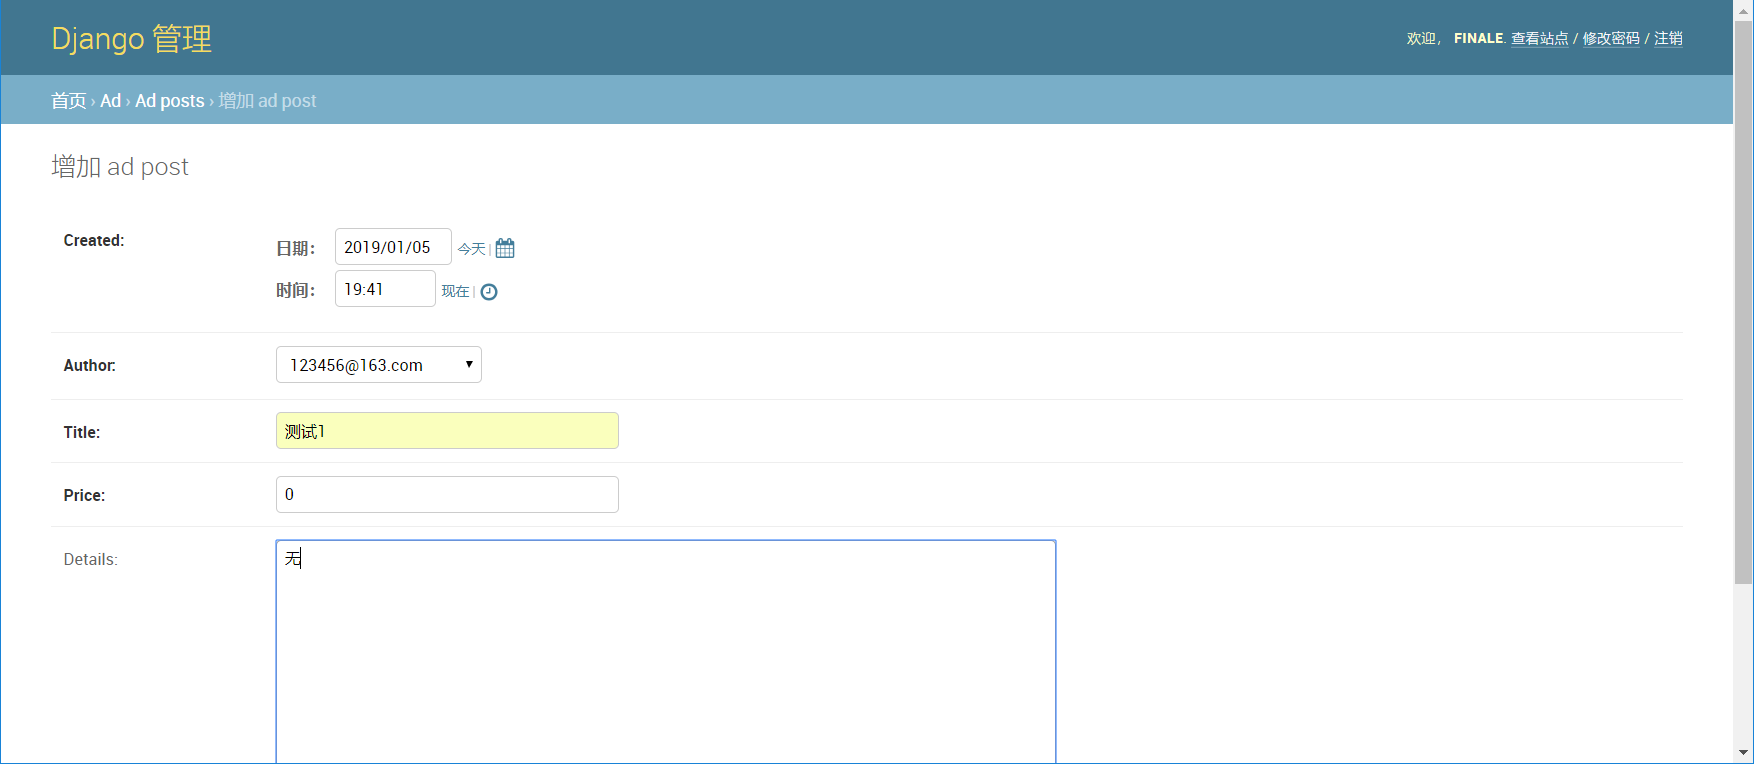 Django 管理
欢迎， FINALE. 查看站点 / 修改密码 / 注销
首页 › Ad › Ad posts › 增加 ad post
增加 ad post
Created:
日期： 2019/01/05 今天 |
时间： 19:41 现在 |
Author: 123456@163.com
Title: 测试1
Price: 0
Details: 无